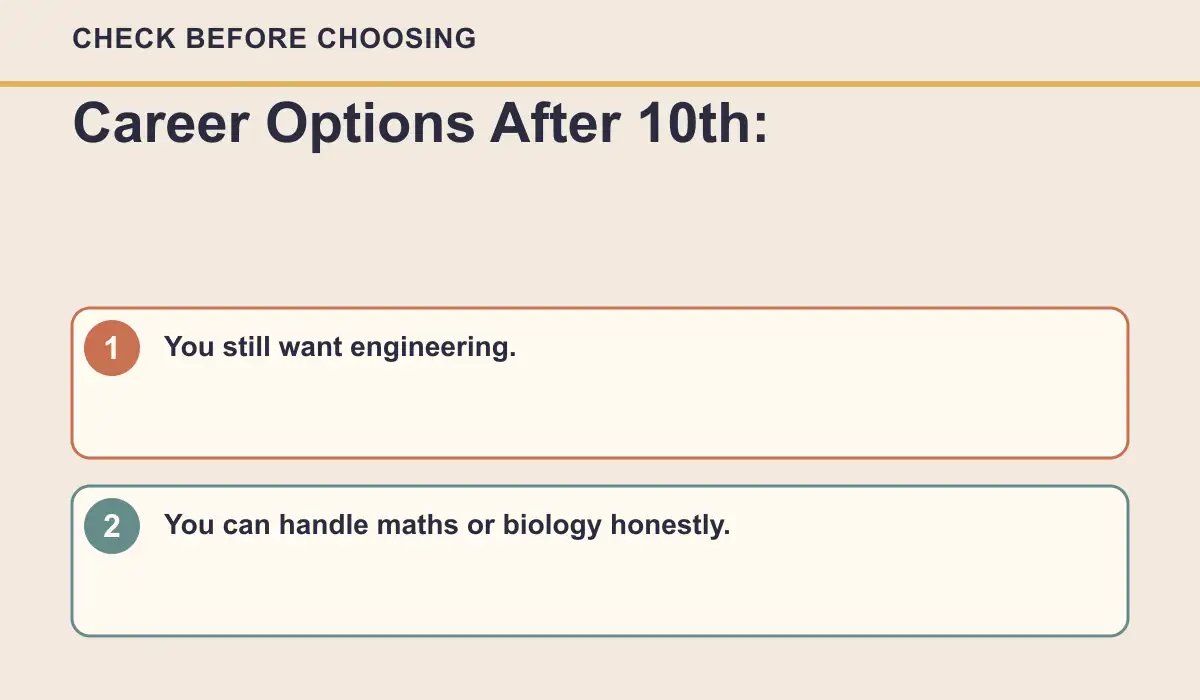 CHECK BEFORE CHOOSING
Career Options After 10th:
1 You still want engineering.
2 You can handle maths or biology honestly.